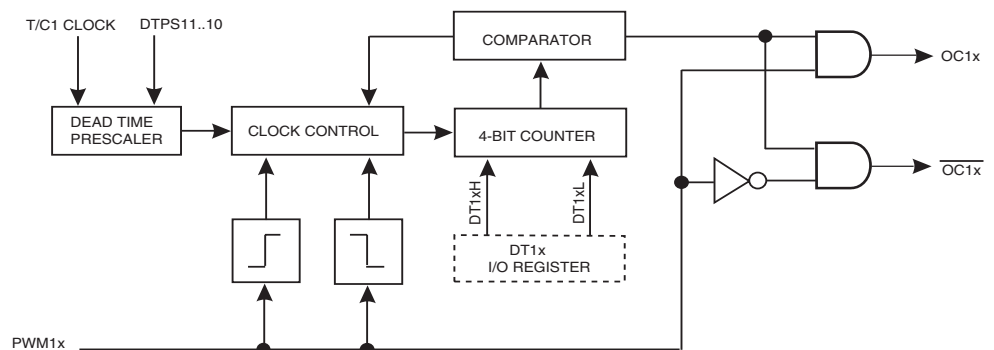 T/C1 CLOCK
DTPS11..10
COMPARATOR
OC1x
DEAD TIME
PRESCALER
CLOCK CONTROL
4-BIT COUNTER
OC1x
DT1xH
DT1xL
DT1x
I/O REGISTER
PWM1x